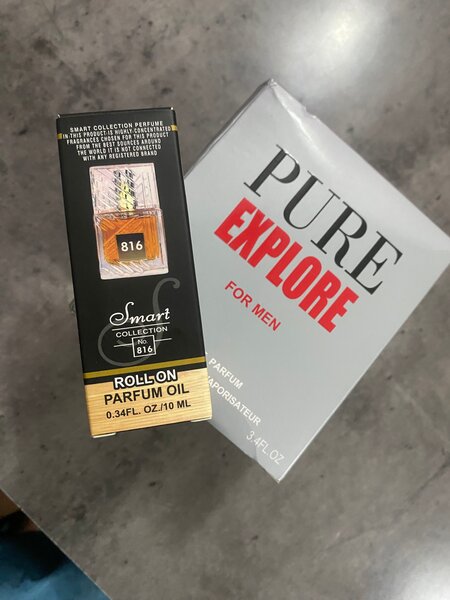 SMART COLLECTION PERFUME
IN THIS PRODUCT IS HIGHLY-CONCENTRATED
FRAGRANCES CHOSEN FOR THIS PRODUCT
FROM THE BEST SOURCES AROUND
THE WORLD IT IS NOT CONNECTED
WITH ANY REGISTERED BRAND
816
Smart
COLLECTION
No.
816
ROLL-ON
PARFUM OIL
0.34FL. OZ./10 ML
PURE
EXPLORE
FOR MEN
PARFUM
APORISATEUR
3.4FL.OZ